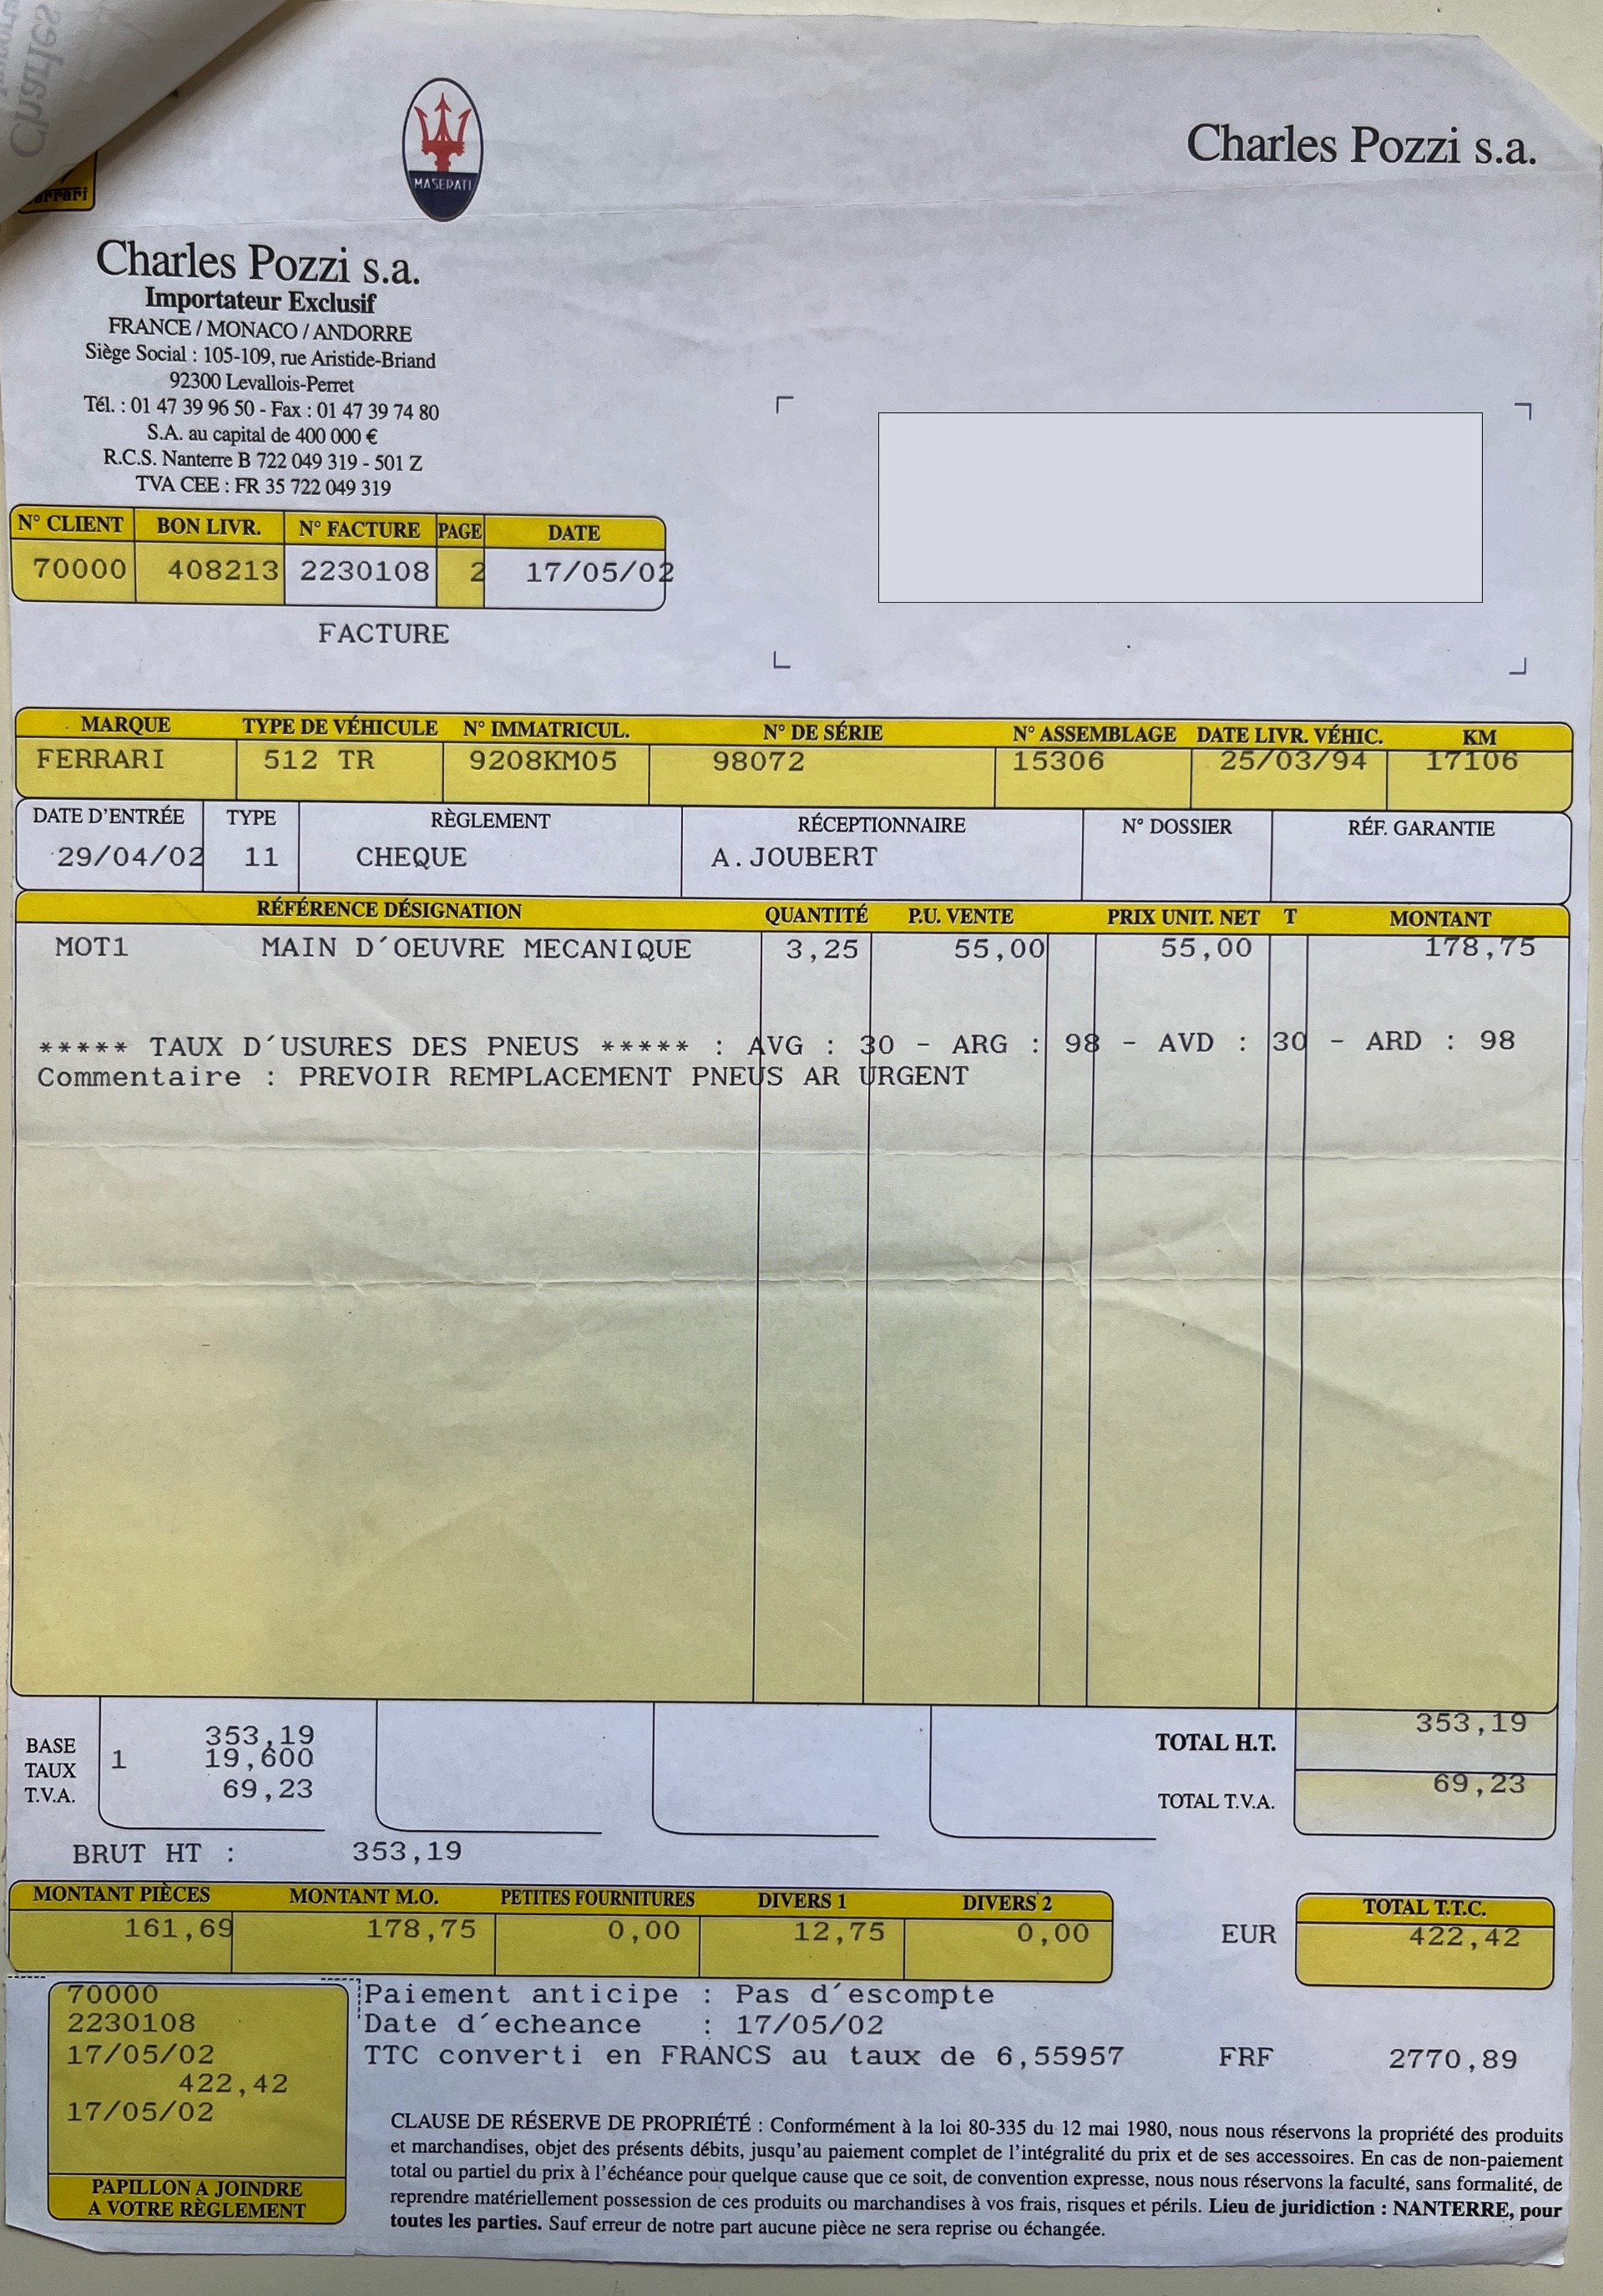 Charles
MASERATI
Charles Pozzi s.a.
Charles Pozzi s.a.
Importateur Exclusif
FRANCE / MONACO / ANDORRE
Siège Social : 105-109, rue Aristide-Briand
92300 Levallois-Perret
Tél. : 01 47 39 96 50 - Fax : 01 47 39 74 80
S.A. au capital de 400 000 €
R.C.S. Nanterre B 722 049 319 - 501 Z
TVA CEE : FR 35 722 049 319
N° CLIENT BON LIVR. N° FACTURE PAGE DATE
70000 408213 2230108 2 17/05/02
FACTURE
MARQUE TYPE DE VÉHICULE N° IMMATRICUL. N° DE SÉRIE N° ASSEMBLAGE DATE LIVR. VÉHIC. KM
FERRARI 512 TR 9208KM05 98072 15306 25/03/94 17106
DATE D'ENTRÉE TYPE RÈGLEMENT RÉCEPTIONNAIRE N° DOSSIER RÉF. GARANTIE
29/04/02 11 CHEQUE A.JOUBERT
RÉFÉRENCE DÉSIGNATION QUANTITÉ P.U. VENTE PRIX UNIT. NET T MONTANT
MOT1 MAIN D´OEUVRE MECANIQUE 3,25 55,00 55,00 178,75
***** TAUX D´USURES DES PNEUS ***** : AVG : 30 - ARG : 98 - AVD : 30 - ARD : 98
Commentaire : PREVOIR REMPLACEMENT PNEUS AR URGENT
BASE 353,19 TOTAL H.T. 353,19
TAUX 1 19,600
T.V.A. 69,23 TOTAL T.V.A. 69,23
BRUT HT : 353,19
MONTANT PIÈCES MONTANT M.O. PETITES FOURNITURES DIVERS 1 DIVERS 2 TOTAL T.T.C.
161,69 178,75 0,00 12,75 0,00 EUR 422,42
70000
2230108
17/05/02
422,42
17/05/02
PAPILLON A JOINDRE
A VOTRE RÈGLEMENT
Paiement anticipe : Pas d´escompte
Date d´echeance : 17/05/02
TTC converti en FRANCS au taux de 6,55957 FRF 2770,89
CLAUSE DE RÉSERVE DE PROPRIÉTÉ : Conformément à la loi 80-335 du 12 mai 1980, nous nous réservons la propriété des produits
et marchandises, objet des présents débits, jusqu'au paiement complet de l'intégralité du prix et de ses accessoires. En cas de non-paiement
total ou partiel du prix à l'échéance pour quelque cause que ce soit, de convention expresse, nous nous réservons la faculté, sans formalité, de
reprendre matériellement possession de ces produits ou marchandises à vos frais, risques et périls. Lieu de juridiction : NANTERRE, pour
toutes les parties. Sauf erreur de notre part aucune pièce ne sera reprise ou échangée.